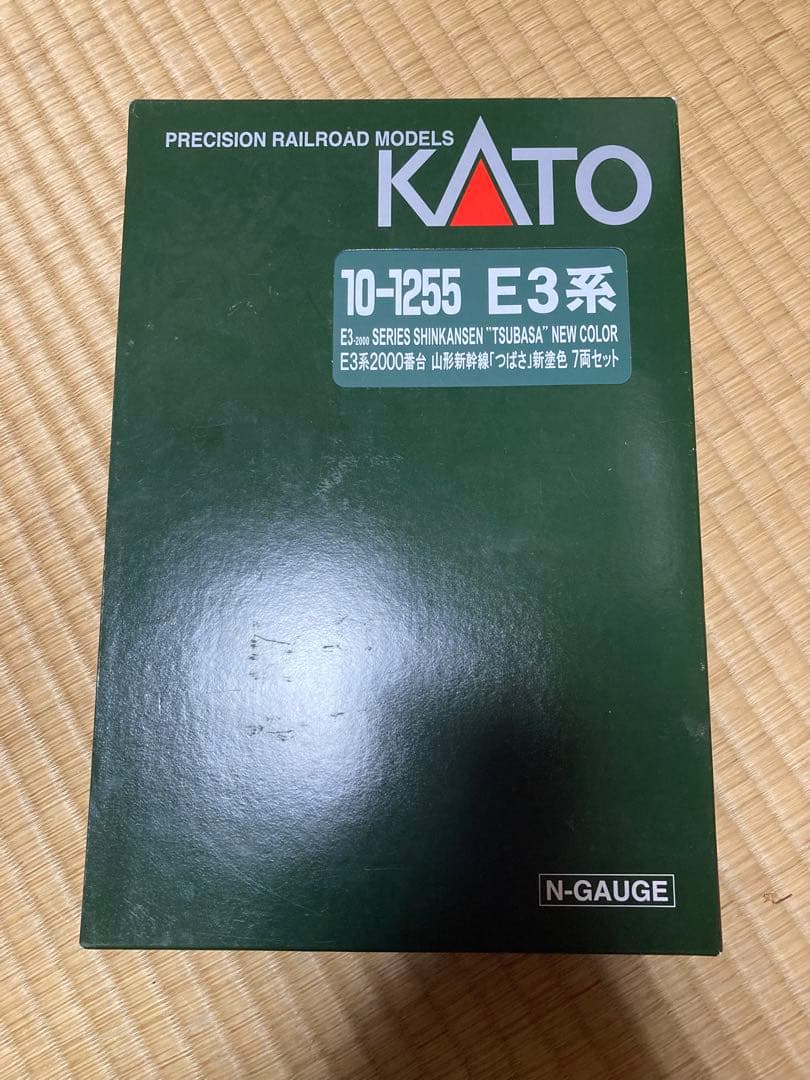 PRECISION RAILROAD MODELS
KATO
10-1255 E3系
E3-2000 SERIES SHINKANSEN "TSUBASA" NEW COLOR
E3系2000番台 山形新幹線「つばさ」新塗色 7両セット
N-GAUGE